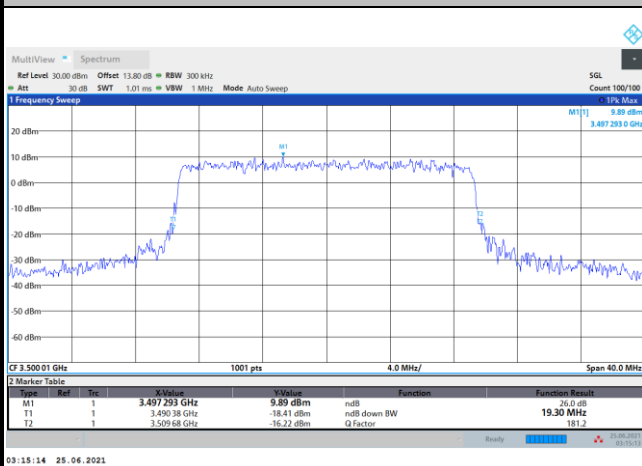 MultiView Spectrum
Ref Level 30.00 dBm Offset 13.80 dB RBW 300 kHz SGL
Att 30 dB SWT 1.01 ms VBW 1 MHz Mode Auto Sweep Count 100/100
1 Frequency Sweep 1Pk Max
M1[1] 9.89 dBm
3.497 293 0 GHz
20 dBm
M1
10 dBm
0 dBm
-10 dBm
T2
-20 dBm
-30 dBm
-40 dBm
-50 dBm
-60 dBm
CF 3.500 01 GHz 1001 pts 4.0 MHz/ Span 40.0 MHz
2 Marker Table
Type Ref Trc X-Value Y-Value Function Function Result
M1 1 3.497 293 GHz 9.89 dBm ndB 26.0 dB
T1 1 3.490 38 GHz -18.41 dBm ndB down BW 19.30 MHz
T2 1 3.509 68 GHz -16.22 dBm Q Factor 181.2
Ready 25.06.2021
03:15:13
03:15:14 25.06.2021